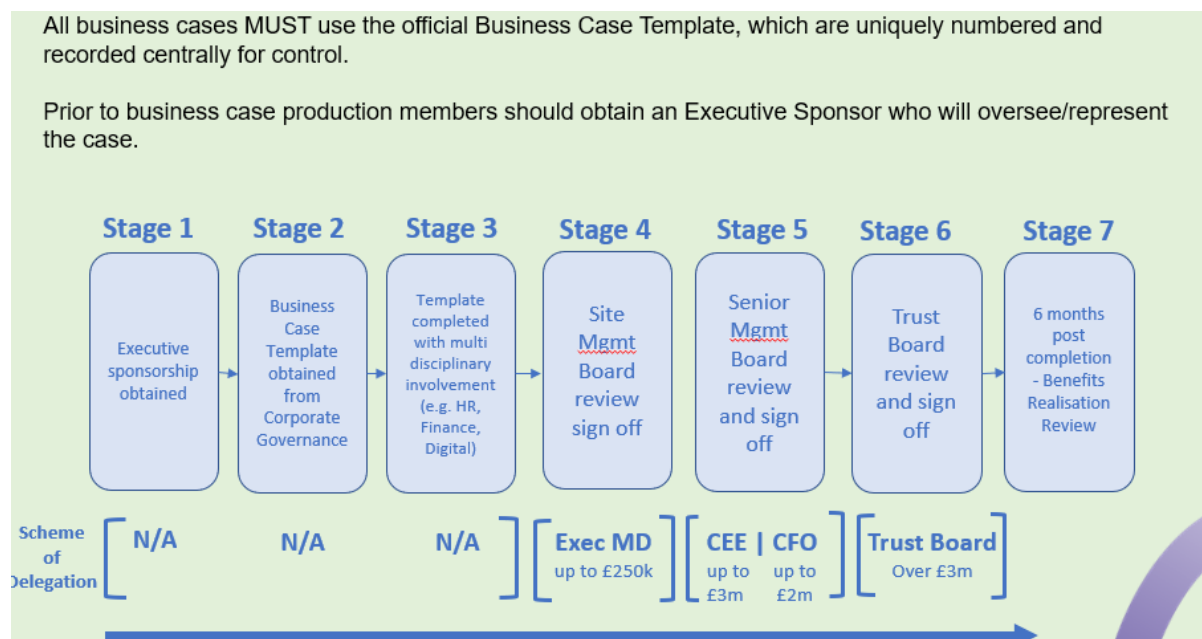 All business cases MUST use the official Business Case Template, which are uniquely numbered and
recorded centrally for control.
Prior to business case production members should obtain an Executive Sponsor who will oversee/represent
the case.
Stage 1
Executive
sponsorship
obtained
Stage 2
Business
Case
Template
obtained
from
Corporate
Governance
Stage 3
Template
completed
with multi
disciplinary
involvement
(e.g. HR,
Finance,
Digital)
Stage 4
Site
Mgmt
Board
review
sign off
Stage 5
Senior
Mgmt
Board
review
and sign
off
Stage 6
Trust
Board
review
and sign
off
Stage 7
6 months
post
completion
- Benefits
Realisation
Review
Scheme
of
Delegation
N/A
N/A
N/A
Exec MD
up to £250k
CEE | CFO
up to up to
£3m £2m
Trust Board
Over £3m